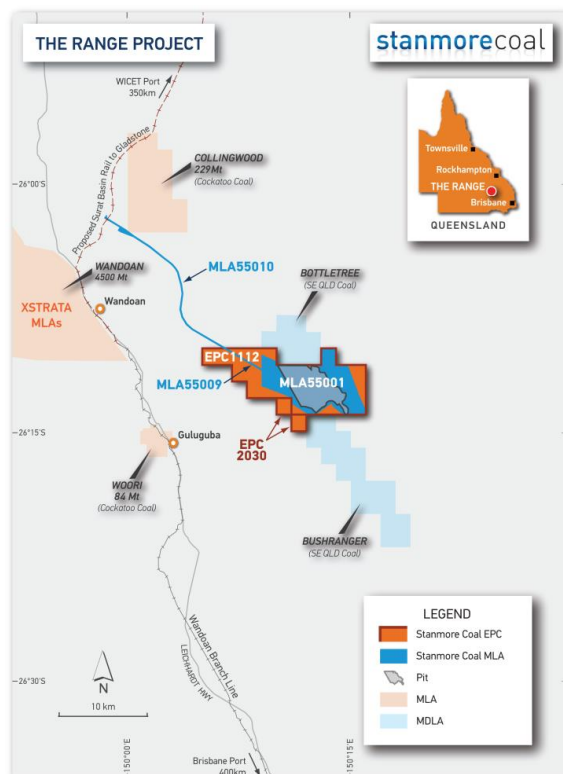 THE RANGE PROJECT
stanmorecoal
WICET Port
350km
Proposed Surat Basin Rail to Gladstone
COLLINGWOOD
229Mt
(Cockatoo Coal)
Townsville
Rockhampton
THE RANGE
Brisbane
QUEENSLAND
-26°00'S
WANDOAN
4500 Mt
XSTRATA
MLAs
Wandoan
MLA55010
BOTTLETREE
(SE QLD Coal)
EPC1112
MLA55009
MLA55001
-26°15'S
Guluguba
EPC
2030
WOORI
84 Mt
(Cockatoo Coal)
BUSHRANGER
(SE QLD Coal)
Wandoan Branch Line
LEICHHARDT HWY
LEGEND
Stanmore Coal EPC
Stanmore Coal MLA
Pit
MLA
MDLA
-26°30'S
N
10 km
150°00'E
150°15'E
Brisbane Port
400km